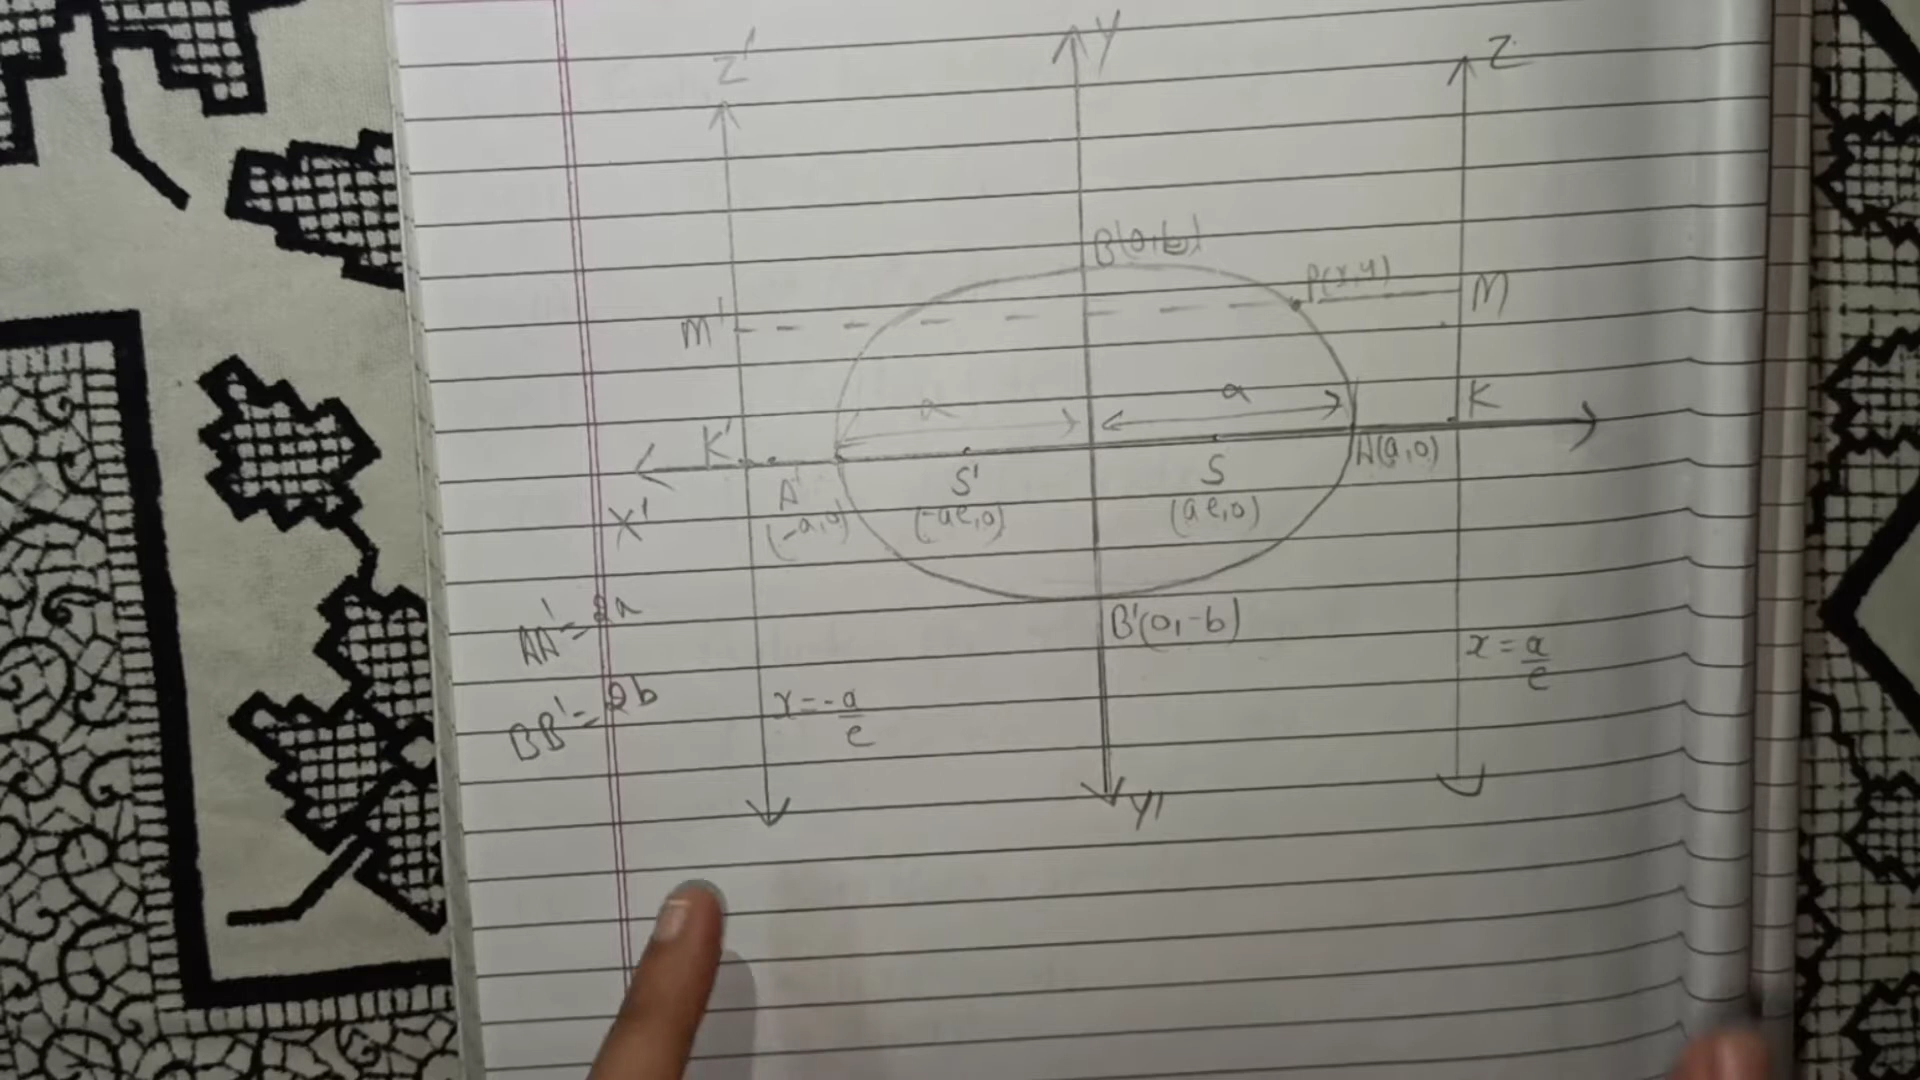 Z'
Y
Z
B(0,b)
P(x,y)
M'
M
a
a
K'
K
A'
(-a,0)
S'
(-ae,0)
S
(ae,0)
A(a,0)
X'
AA'=2a
BB'=2b
B'(0,-b)
x=-a/e
x=a/e
Y'